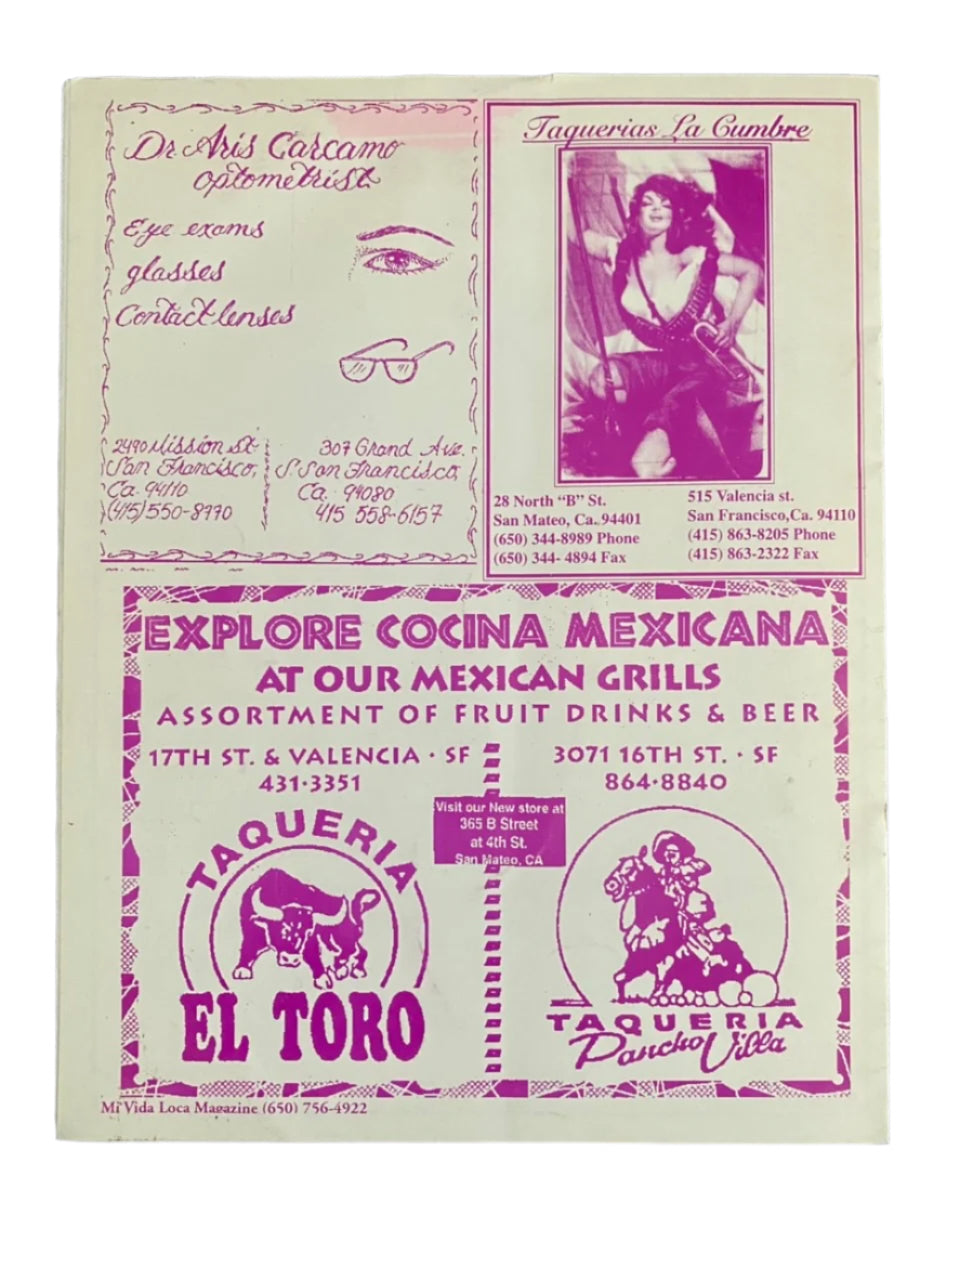 Dr. Aris Carcamo
optometrist
Eye exams
glasses
Contact lenses
2490 Mission St.
San Francisco,
Ca. 94110
(415) 550-8770
307 Grand Ave.
S. San Francisco,
Ca. 94080
415 558-6157
Taquerias La Cumbre
28 North "B" St.
San Mateo, Ca. 94401
(650) 344-8989 Phone
(650) 344- 4894 Fax
515 Valencia st.
San Francisco,Ca. 94110
(415) 863-8205 Phone
(415) 863-2322 Fax
EXPLORE COCINA MEXICANA
AT OUR MEXICAN GRILLS
ASSORTMENT OF FRUIT DRINKS & BEER
17TH ST. & VALENCIA · SF
431·3351
3071 16TH ST. · SF
864·8840
Visit our New store at
365 B Street
at 4th St.
San Mateo, CA
TAQUERIA
EL TORO
TAQUERIA
Pancho Villa
Mi Vida Loca Magazine (650) 756-4922